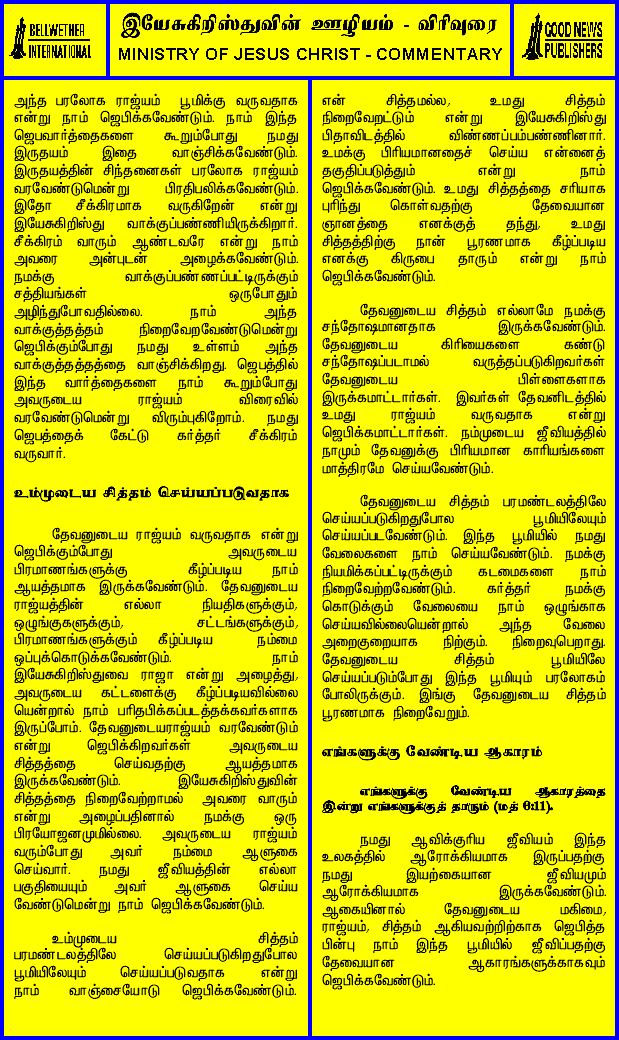 BELLWETHER
INTERNATIONAL
இயேசுகிறிஸ்துவின் ஊழியம் - விரிவுரை
MINISTRY OF JESUS CHRIST - COMMENTARY
GOOD NEWS
PUBLISHERS
அந்த பரலோக ராஜ்யம் பூமிக்கு வருவதாக
என்று நாம் ஜெபிக்கவேண்டும். நாம் இந்த
ஜெபவார்த்தைகளை கூறும்போது நமது
இருதயம் இதை வாஞ்சிக்கவேண்டும்.
இருதயத்தின் சிந்தனைகள் பரலோக ராஜ்யம்
வரவேண்டுமென்று பிரதிபலிக்கவேண்டும்.
இதோ சீக்கிரமாக வருகிறேன் என்று
இயேசுகிறிஸ்து வாக்குப்பண்ணியிருக்கிறார்.
சீக்கிரம் வாரும் ஆண்டவரே என்று நாம்
அவரை அன்புடன் அழைக்கவேண்டும்.
நமக்கு வாக்குப்பண்ணப்பட்டிருக்கும்
சத்தியங்கள் ஒருபோதும்
அழிந்துபோவதில்லை. நாம் அந்த
வாக்குத்தத்தம் நிறைவேறவேண்டுமென்று
ஜெபிக்கும்போது நமது உள்ளம் அந்த
வாக்குத்தத்தத்தை வாஞ்சிக்கிறது. ஜெபத்தில்
இந்த வார்த்தைகளை நாம் கூறும்போது
அவருடைய ராஜ்யம் விரைவில்
வரவேண்டுமென்று விரும்புகிறோம். நமது
ஜெபத்தைக் கேட்டு கர்த்தர் சீக்கிரம்
வருவார்.
உம்முடைய சித்தம் செய்யப்படுவதாக
தேவனுடைய ராஜ்யம் வருவதாக என்று
ஜெபிக்கும்போது அவருடைய
பிரமாணங்களுக்கு கீழ்ப்படிய நாம்
ஆயத்தமாக இருக்கவேண்டும். தேவனுடைய
ராஜ்யத்தின் எல்லா நியதிகளுக்கும்,
ஒழுங்குகளுக்கும், சட்டங்களுக்கும்,
பிரமாணங்களுக்கும் கீழ்ப்படிய நம்மை
ஒப்புக்கொடுக்கவேண்டும். நாம்
இயேசுகிறிஸ்துவை ராஜா என்று அழைத்து,
அவருடைய கட்டளைக்கு கீழ்ப்படியவில்லை
யென்றால் நாம் பரிதபிக்கப்படத்தக்கவர்களாக
இருப்போம். தேவனுடையராஜ்யம் வரவேண்டும்
என்று ஜெபிக்கிறவர்கள் அவருடைய
சித்தத்தை செய்வதற்கு ஆயத்தமாக
இருக்கவேண்டும். இயேசுகிறிஸ்துவின்
சித்தத்தை நிறைவேற்றாமல் அவரை வாரும்
என்று அழைப்பதினால் நமக்கு ஒரு
பிரயோஜனமுமில்லை. அவருடைய ராஜ்யம்
வரும்போது அவர் நம்மை ஆளுகை
செய்வார். நமது ஜீவியத்தின் எல்லா
பகுதியையும் அவர் ஆளுகை செய்ய
வேண்டுமென்று நாம் ஜெபிக்கவேண்டும்.
உம்முடைய சித்தம்
பரமண்டலத்திலே செய்யப்படுகிறதுபோல
பூமியிலேயும் செய்யப்படுவதாக என்று
நாம் வாஞ்சையோடு ஜெபிக்கவேண்டும்.
என் சித்தமல்ல, உமது சித்தம்
நிறைவேறட்டும் என்று இயேசுகிறிஸ்து
பிதாவிடத்தில் விண்ணப்பம்பண்ணினார்.
உமக்கு பிரியமானதைச் செய்ய என்னைத்
தகுதிப்படுத்தும் என்று நாம்
ஜெபிக்கவேண்டும். உமது சித்தத்தை சரியாக
புரிந்து கொள்வதற்கு தேவையான
ஞானத்தை எனக்குத் தந்து, உமது
சித்தத்திற்கு நான் பூரணமாக கீழ்ப்படிய
எனக்கு கிருபை தாரும் என்று நாம்
ஜெபிக்கவேண்டும்.
தேவனுடைய சித்தம் எல்லாமே நமக்கு
சந்தோஷமானதாக இருக்கவேண்டும்.
தேவனுடைய கிரியைகளை கண்டு
சந்தோஷப்படாமல் வருத்தப்படுகிறவர்கள்
தேவனுடைய பிள்ளைகளாக
இருக்கமாட்டார்கள். இவர்கள் தேவனிடத்தில்
உமது ராஜ்யம் வருவதாக என்று
ஜெபிக்கமாட்டார்கள். நம்முடைய ஜீவியத்தில்
நாமும் தேவனுக்கு பிரியமான காரியங்களை
மாத்திரமே செய்யவேண்டும்.
தேவனுடைய சித்தம் பரமண்டலத்திலே
செய்யப்படுகிறதுபோல பூமியிலேயும்
செய்யப்படவேண்டும். இந்த பூமியில் நமது
வேலைகளை நாம் செய்யவேண்டும். நமக்கு
நியமிக்கப்பட்டிருக்கும் கடமைகளை நாம்
நிறைவேற்றவேண்டும். கர்த்தர் நமக்கு
கொடுக்கும் வேலையை நாம் ஒழுங்காக
செய்யவில்லையென்றால் அந்த வேலை
அறைகுறையாக நிற்கும். நிறைவுபெறாது.
தேவனுடைய சித்தம் பூமியிலே
செய்யப்படும்போது இந்த பூமியும் பரலோகம்
போலிருக்கும். இங்கு தேவனுடைய சித்தம்
பூரணமாக நிறைவேறும்.
எங்களுக்கு வேண்டிய ஆகாரம்
எங்களுக்கு வேண்டிய ஆகாரத்தை
இன்று எங்களுக்குத் தாரும் (மத் 6:11).
நமது ஆவிக்குரிய ஜீவியம் இந்த
உலகத்தில் ஆரோக்கியமாக இருப்பதற்கு
நமது இயற்கையான ஜீவியமும்
ஆரோக்கியமாக இருக்கவேண்டும்.
ஆகையினால் தேவனுடைய மகிமை,
ராஜ்யம், சித்தம் ஆகியவற்றிற்காக ஜெபித்த
பின்பு நாம் இந்த பூமியில் ஜீவிப்பதற்கு
தேவையான ஆகாரங்களுக்காகவும்
ஜெபிக்கவேண்டும்.